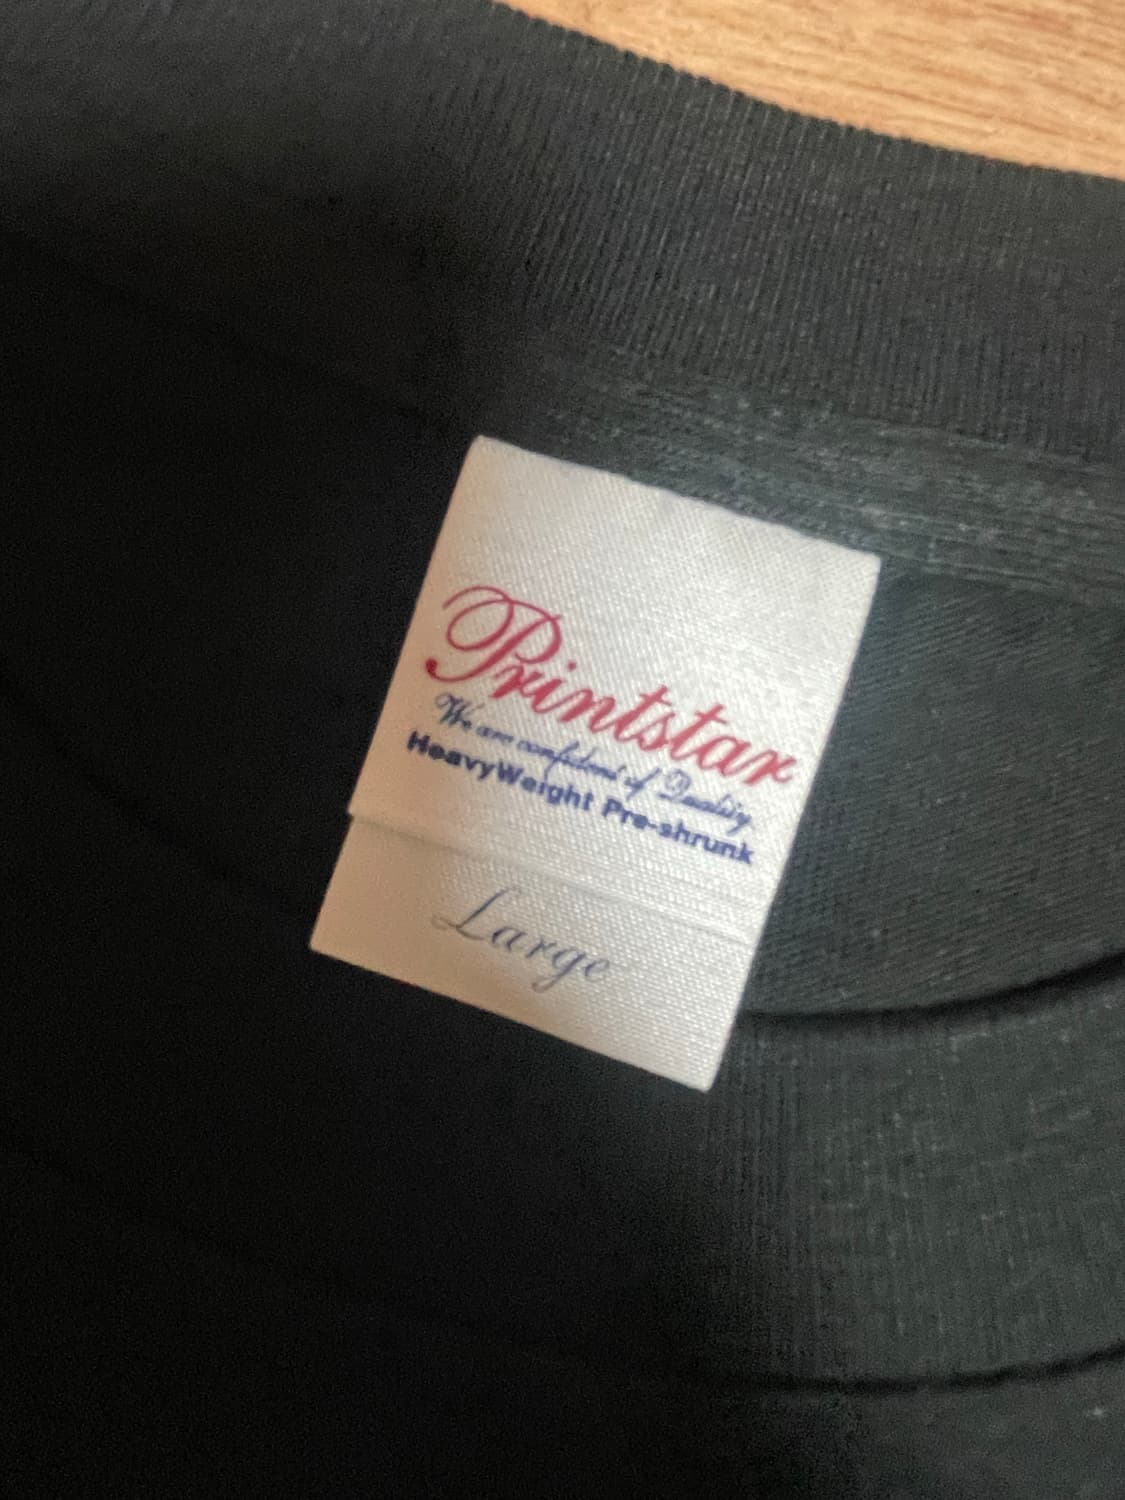 Printstar
We are confident of Quality
HeavyWeight Pre-shrunk
Large